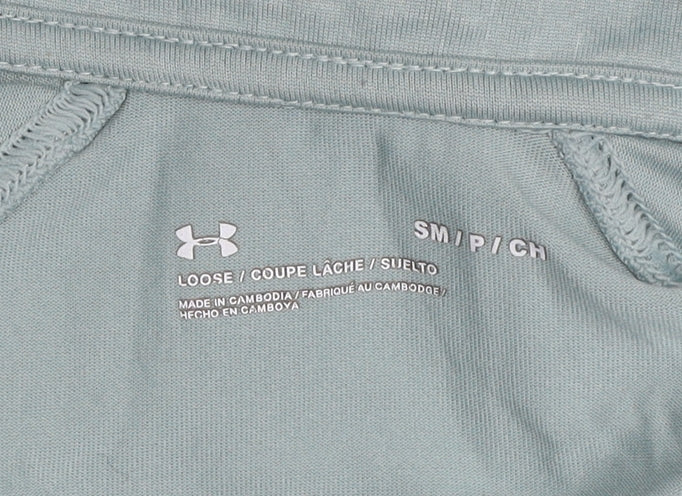 SM / P / CH
LOOSE / COUPE LÂCHE / SUELTO
MADE IN CAMBODIA / FABRIQUÉ AU CAMBODGE /
HECHO EN CAMBOYA